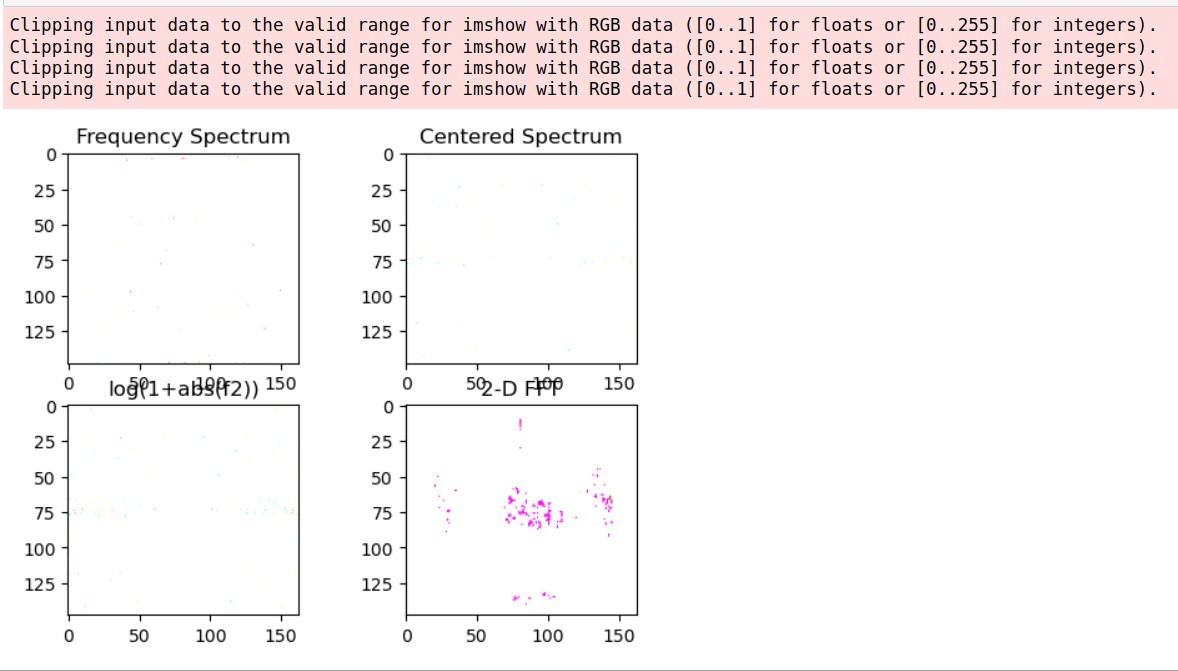 Clipping input data to the valid range for imshow with RGB data ([0..1] for floats or [0..255] for integers).
Clipping input data to the valid range for imshow with RGB data ([0..1] for floats or [0..255] for integers).
Clipping input data to the valid range for imshow with RGB data ([0..1] for floats or [0..255] for integers).
Clipping input data to the valid range for imshow with RGB data ([0..1] for floats or [0..255] for integers).
Frequency Spectrum Centered Spectrum
0 0
25 25
50 50
75 75
100 100
125 125
0 50 100 150 0 50 100 150
log(1+abs(f2)) 2-D FFT
0 0
25 25
50 50
75 75
100 100
125 125
0 50 100 150 0 50 100 150